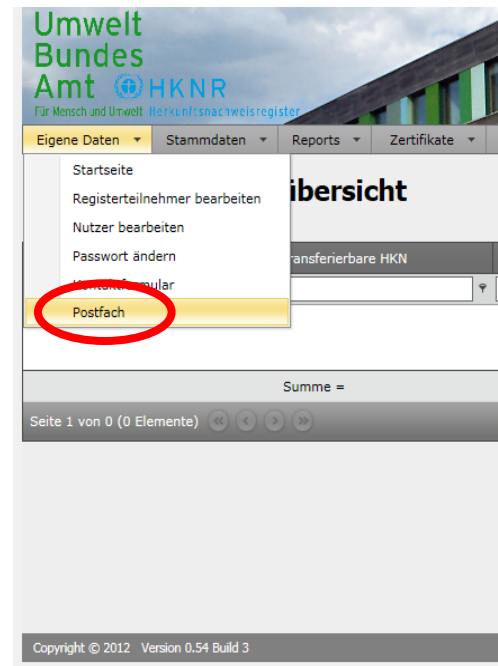 Umwelt
Bundes
Amt HKNR
Für Mensch und Umwelt Herkunftsnachweisregister
Eigene Daten Stammdaten Reports Zertifikate
Startseite
Registerteilnehmer bearbeiten
Nutzer bearbeiten
Passwort ändern
Kontaktformular
Postfach
übersicht
ransferierbare HKN
Summe =
Seite 1 von 0 (0 Elemente)
Copyright © 2012 Version 0.54 Build 3